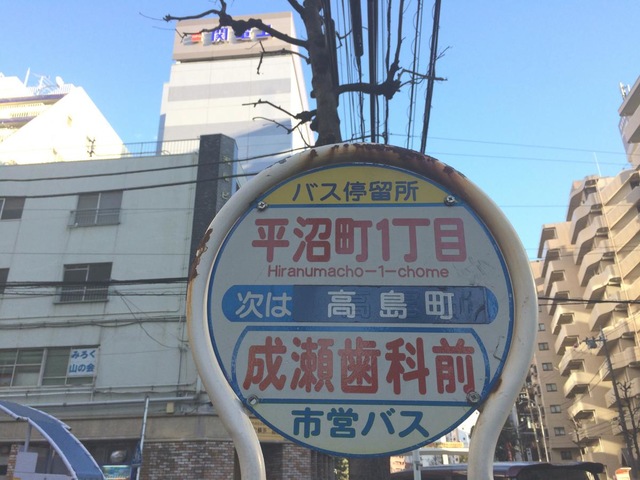 バス停留所
平沼町1丁目
Hiranumacho-1-chome
次は 高島町
成瀬歯科前
市営バス
みろく
山の会